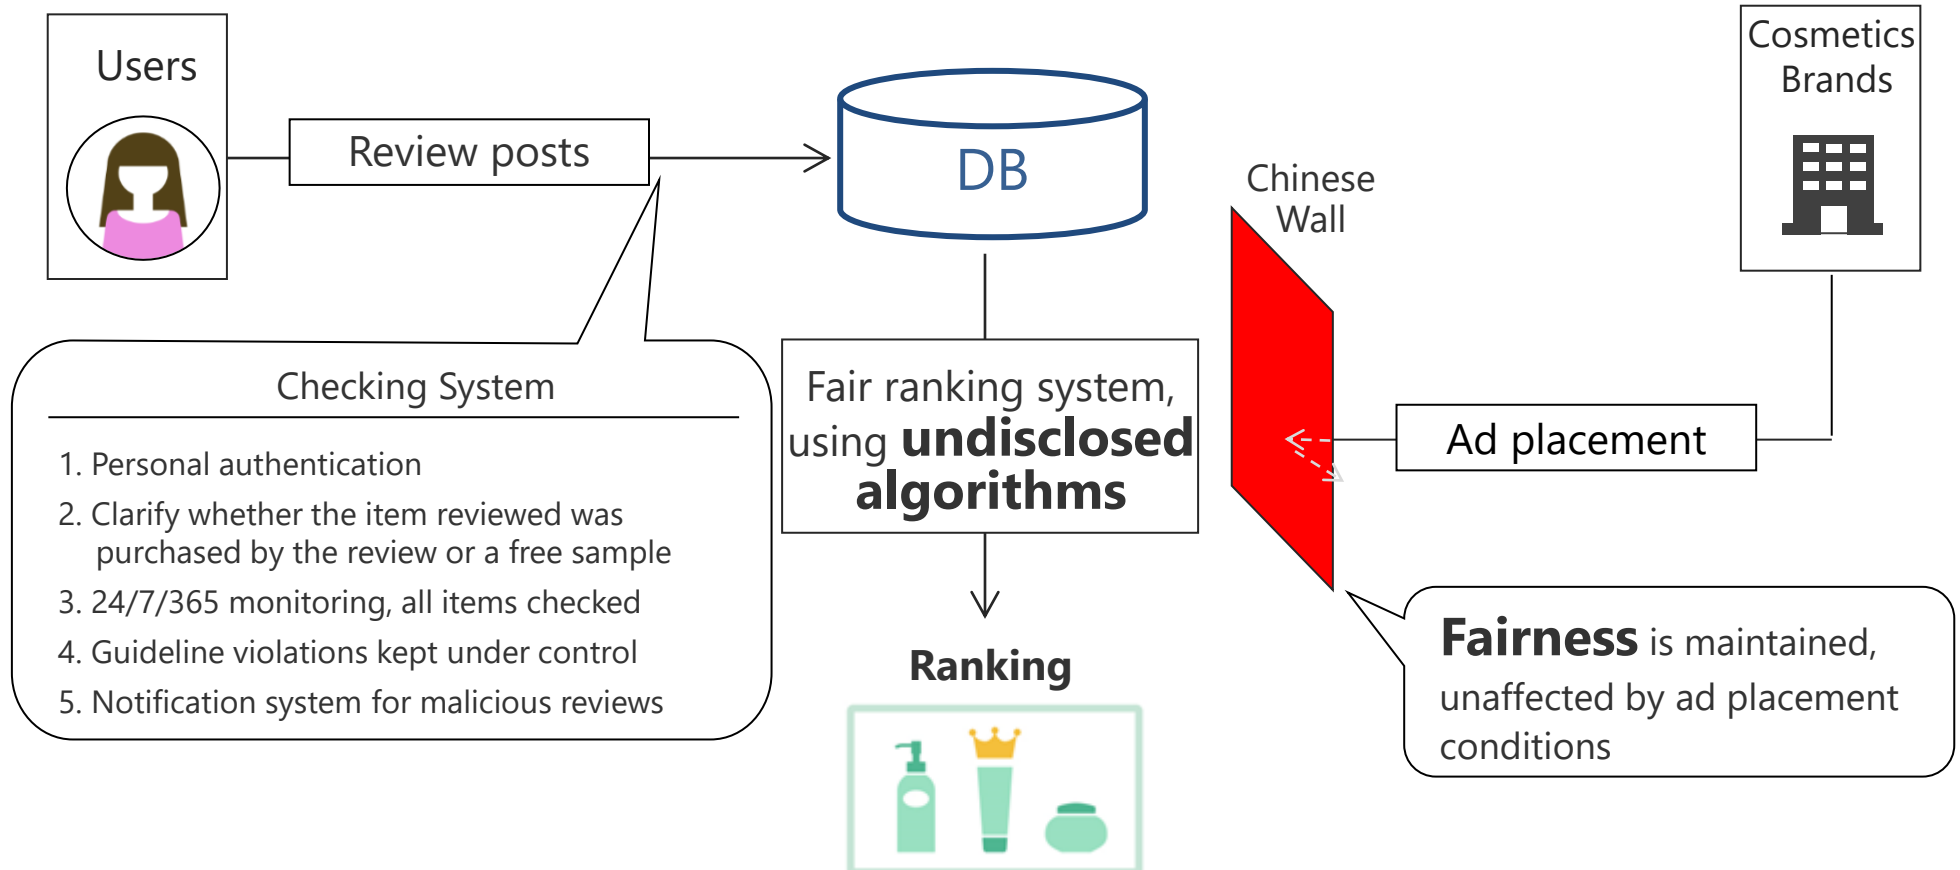 Users
Review posts
DB
Cosmetics
Brands
Chinese
Wall
Checking System
1. Personal authentication
2. Clarify whether the item reviewed was
purchased by the review or a free sample
3. 24/7/365 monitoring, all items checked
4. Guideline violations kept under control
5. Notification system for malicious reviews
Fair ranking system,
using undisclosed
algorithms
Ad placement
Ranking
Fairness is maintained,
unaffected by ad placement
conditions